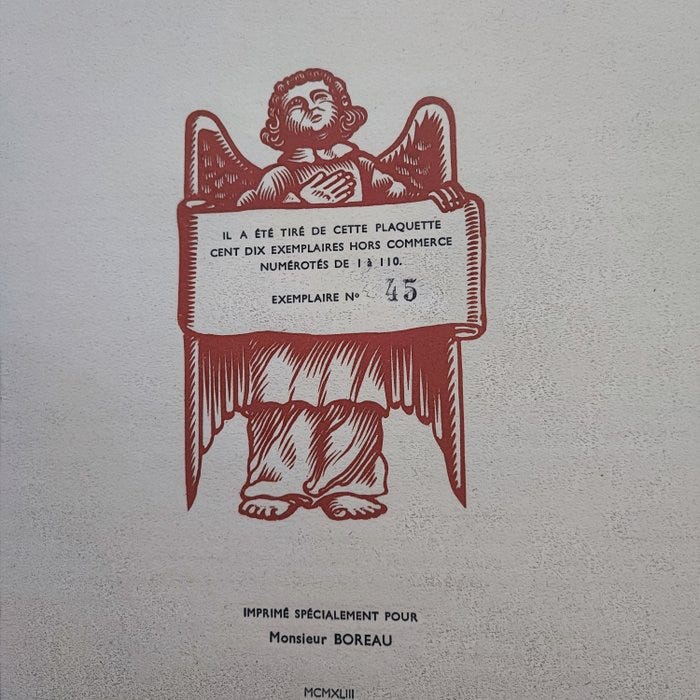 IL A ÉTÉ TIRÉ DE CETTE PLAQUETTE
CENT DIX EXEMPLAIRES HORS COMMERCE
NUMÉROTÉS DE 1 à 110.
EXEMPLAIRE Nº 45
IMPRIMÉ SPÉCIALEMENT POUR
Monsieur BOREAU
MCMXLIII